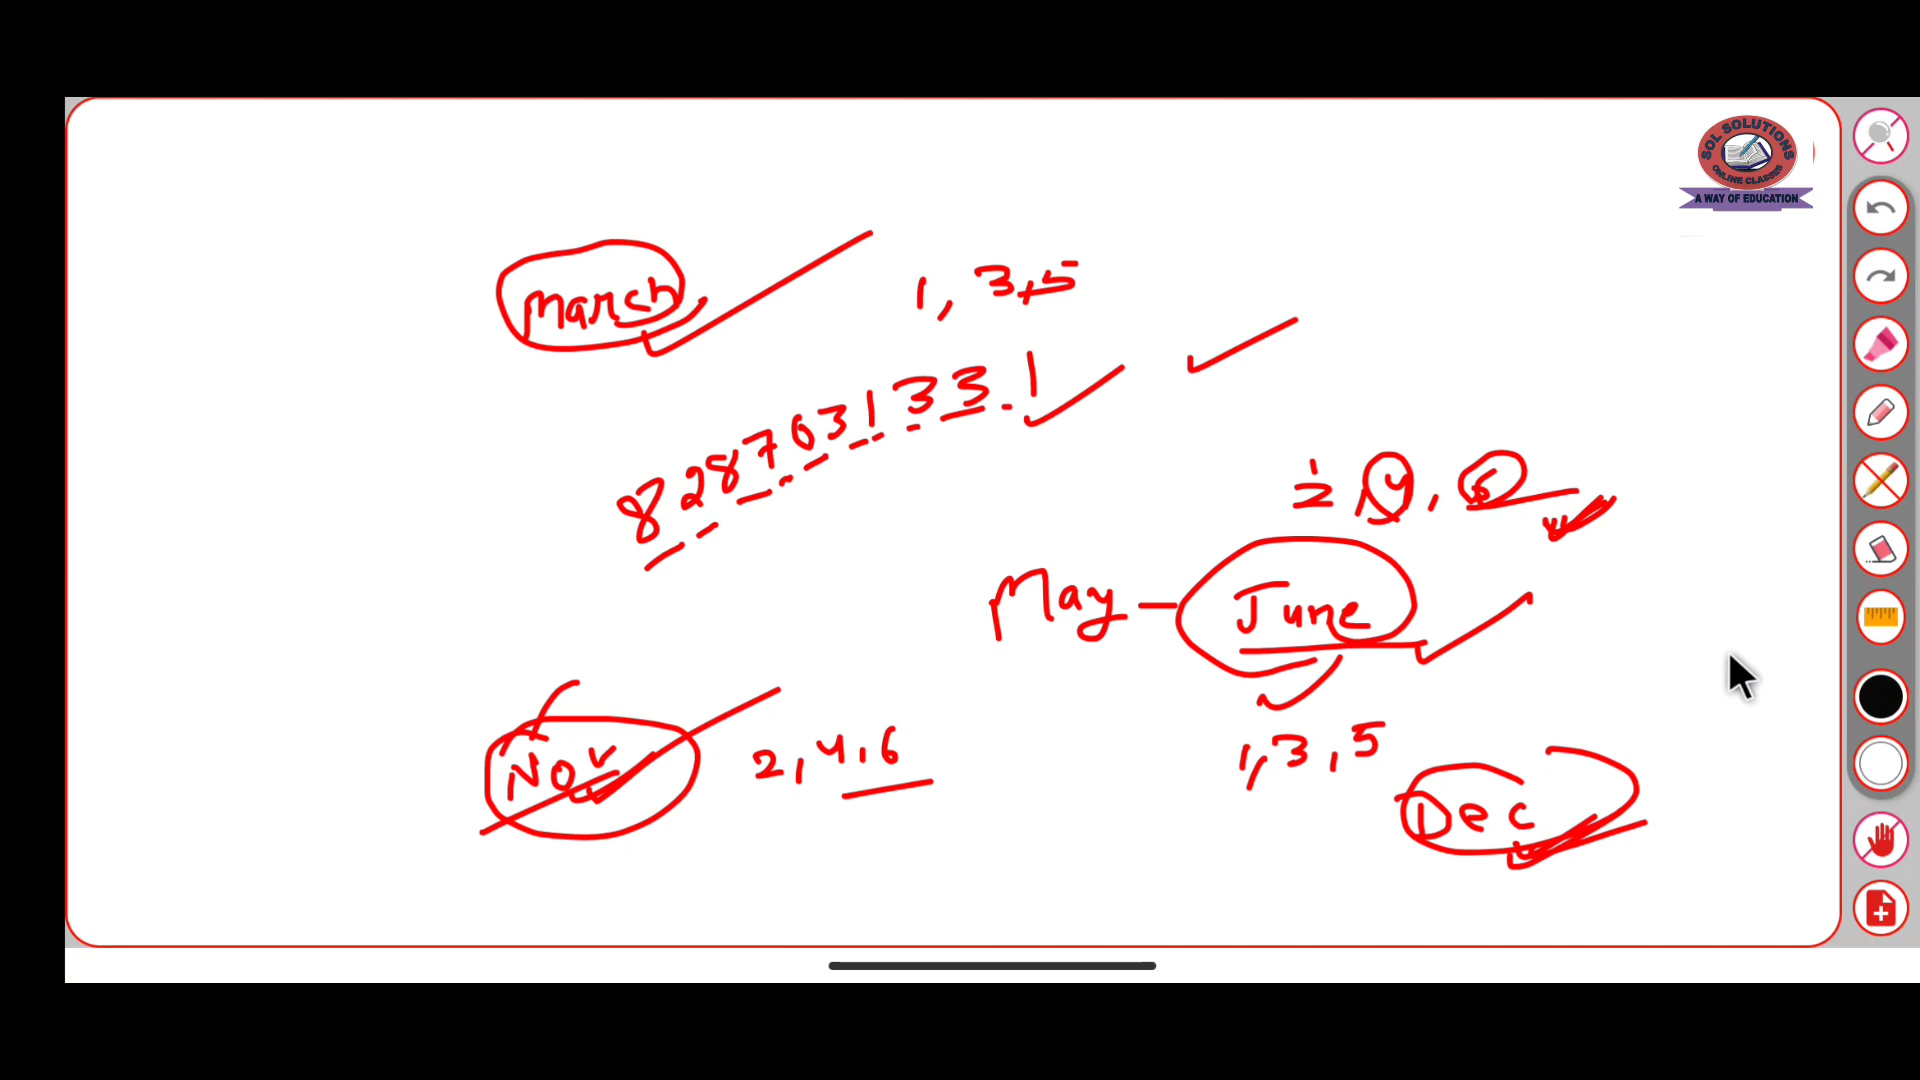 SOL SOLUTIONS
ONLINE CLASSES
A WAY OF EDUCATION
March
1, 3, 5
8287031331
2, 4, 6
May - June
1, 3, 5
Nov
2, 4, 6
Dec